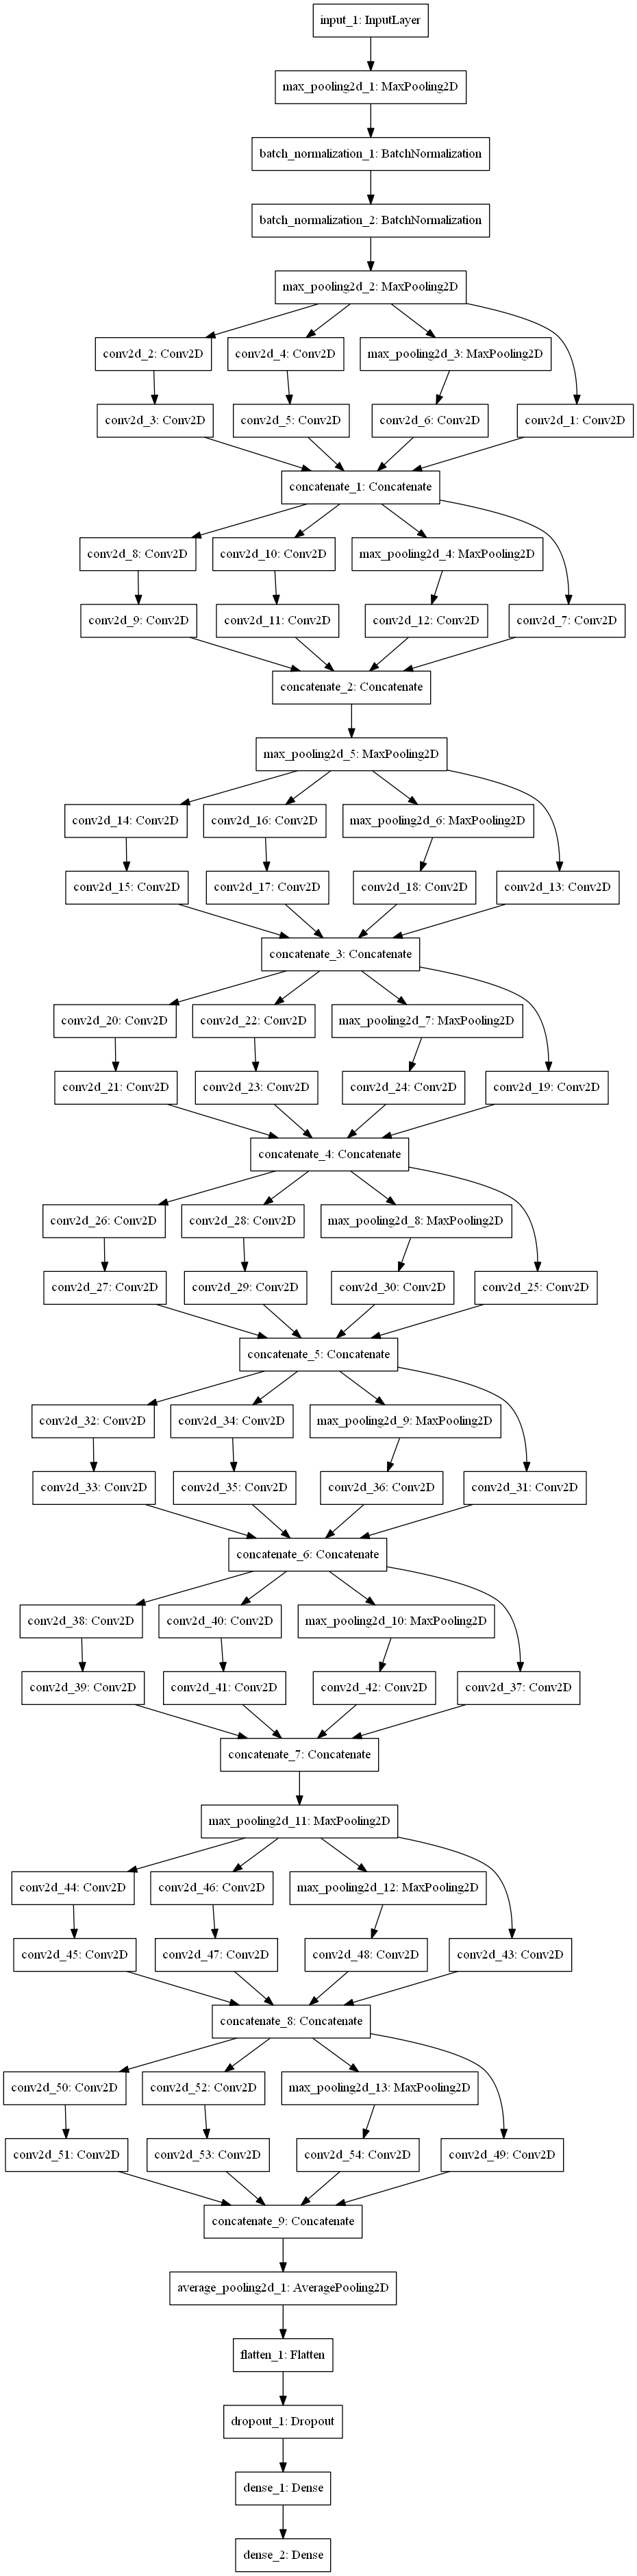 input_1: InputLayer
max_pooling2d_1: MaxPooling2D
batch_normalization_1: BatchNormalization
batch_normalization_2: BatchNormalization
max_pooling2d_2: MaxPooling2D
conv2d_2: Conv2D
conv2d_4: Conv2D
max_pooling2d_3: MaxPooling2D
conv2d_3: Conv2D
conv2d_5: Conv2D
conv2d_6: Conv2D
conv2d_1: Conv2D
concatenate_1: Concatenate
conv2d_8: Conv2D
conv2d_10: Conv2D
max_pooling2d_4: MaxPooling2D
conv2d_9: Conv2D
conv2d_11: Conv2D
conv2d_12: Conv2D
conv2d_7: Conv2D
concatenate_2: Concatenate
max_pooling2d_5: MaxPooling2D
conv2d_14: Conv2D
conv2d_16: Conv2D
max_pooling2d_6: MaxPooling2D
conv2d_15: Conv2D
conv2d_17: Conv2D
conv2d_18: Conv2D
conv2d_13: Conv2D
concatenate_3: Concatenate
conv2d_20: Conv2D
conv2d_22: Conv2D
max_pooling2d_7: MaxPooling2D
conv2d_21: Conv2D
conv2d_23: Conv2D
conv2d_24: Conv2D
conv2d_19: Conv2D
concatenate_4: Concatenate
conv2d_26: Conv2D
conv2d_28: Conv2D
max_pooling2d_8: MaxPooling2D
conv2d_27: Conv2D
conv2d_29: Conv2D
conv2d_30: Conv2D
conv2d_25: Conv2D
concatenate_5: Concatenate
conv2d_32: Conv2D
conv2d_34: Conv2D
max_pooling2d_9: MaxPooling2D
conv2d_33: Conv2D
conv2d_35: Conv2D
conv2d_36: Conv2D
conv2d_31: Conv2D
concatenate_6: Concatenate
conv2d_38: Conv2D
conv2d_40: Conv2D
max_pooling2d_10: MaxPooling2D
conv2d_39: Conv2D
conv2d_41: Conv2D
conv2d_42: Conv2D
conv2d_37: Conv2D
concatenate_7: Concatenate
max_pooling2d_11: MaxPooling2D
conv2d_44: Conv2D
conv2d_46: Conv2D
max_pooling2d_12: MaxPooling2D
conv2d_45: Conv2D
conv2d_47: Conv2D
conv2d_48: Conv2D
conv2d_43: Conv2D
concatenate_8: Concatenate
conv2d_50: Conv2D
conv2d_52: Conv2D
max_pooling2d_13: MaxPooling2D
conv2d_51: Conv2D
conv2d_53: Conv2D
conv2d_54: Conv2D
conv2d_49: Conv2D
concatenate_9: Concatenate
average_pooling2d_1: AveragePooling2D
flatten_1: Flatten
dropout_1: Dropout
dense_1: Dense
dense_2: Dense